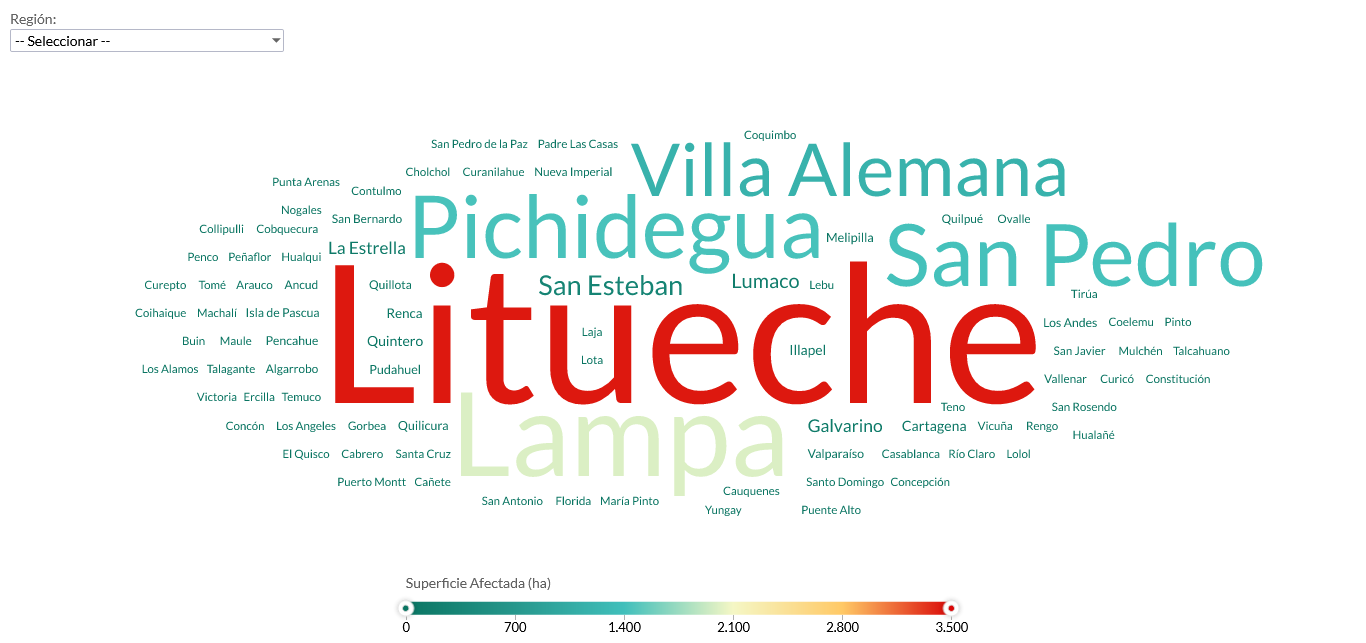 Región:
-- Seleccionar --
Coquimbo
San Pedro de la Paz Padre Las Casas
Villa Alemana
Cholchol Curanilahue Nueva Imperial
Punta Arenas
Contulmo
Nogales
San Bernardo
Pichidegua
Quilpué Ovalle
Collipulli Cobquecura
Melipilla
San Pedro
La Estrella
Penco Peñaflor Hualqui
Curepto Tomé Arauco Ancud
Quillota
San Esteban
Lumaco
Lebu
Tirúa
Litueche
Coihaique Machalí Isla de Pascua
Renca
Los Andes Coelemu Pinto
Laja
Buin Maule Pencahue
Quintero
Illapel
San Javier Mulchén Talcahuano
Lota
Los Alamos Talagante Algarrobo
Pudahuel
Vallenar Curicó Constitución
Victoria Ercilla Temuco
Teno
San Rosendo
Lampa
Concón Los Angeles Gorbea Quilicura
Galvarino Cartagena Vicuña Rengo
Hualañé
El Quisco Cabrero Santa Cruz
Valparaíso Casablanca Río Claro Lolol
Puerto Montt Cañete
Santo Domingo Concepción
Cauquenes
San Antonio Florida María Pinto
Yungay
Puente Alto
Superficie Afectada (ha)
0 700 1.400 2.100 2.800 3.500